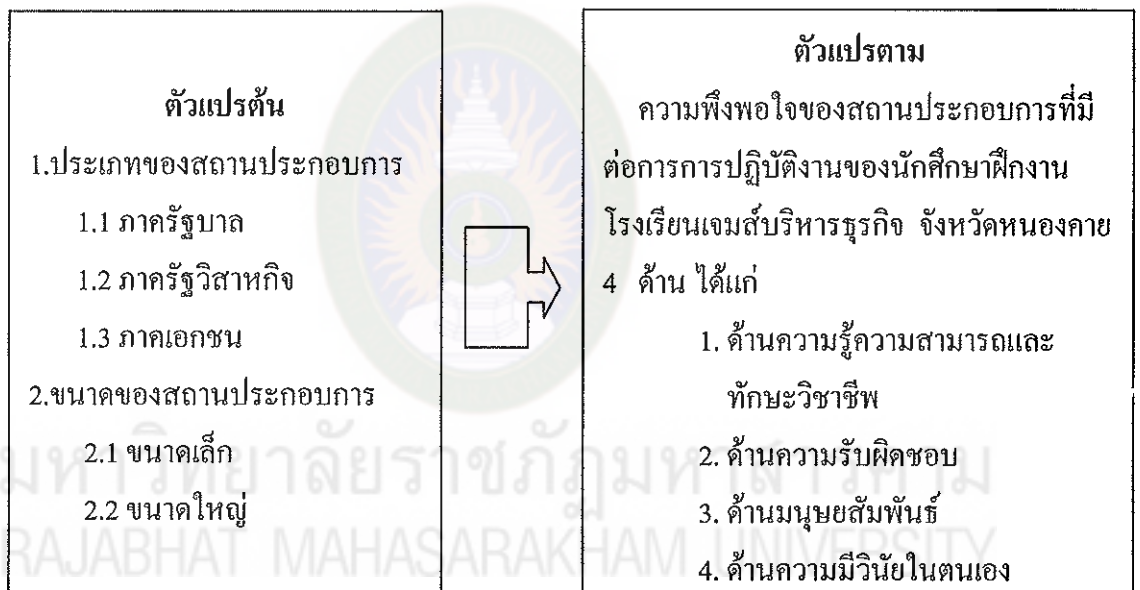 ตัวแปรต้น
1.ประเภทของสถานประกอบการ
1.1 ภาครัฐบาล
1.2 ภาครัฐวิสาหกิจ
1.3 ภาคเอกชน
2.ขนาดของสถานประกอบการ
2.1 ขนาดเล็ก
2.2 ขนาดใหญ่
ตัวแปรตาม
ความพึงพอใจของสถานประกอบการที่มี
ต่อการการปฏิบัติงานของนักศึกษาฝึกงาน
โรงเรียนเจมส์บริหารธุรกิจ จังหวัดหนองคาย
4 ด้าน ได้แก่
1. ด้านความรู้ความสามารถและ
ทักษะวิชาชีพ
2. ด้านความรับผิดชอบ
3. ด้านมนุษยสัมพันธ์
4. ด้านความมีวินัยในตนเอง
มหาวิทยาลัยราชภัฏมหาสารคาม
RAJABHAT MAHASARAKHAM UNIVERSITY